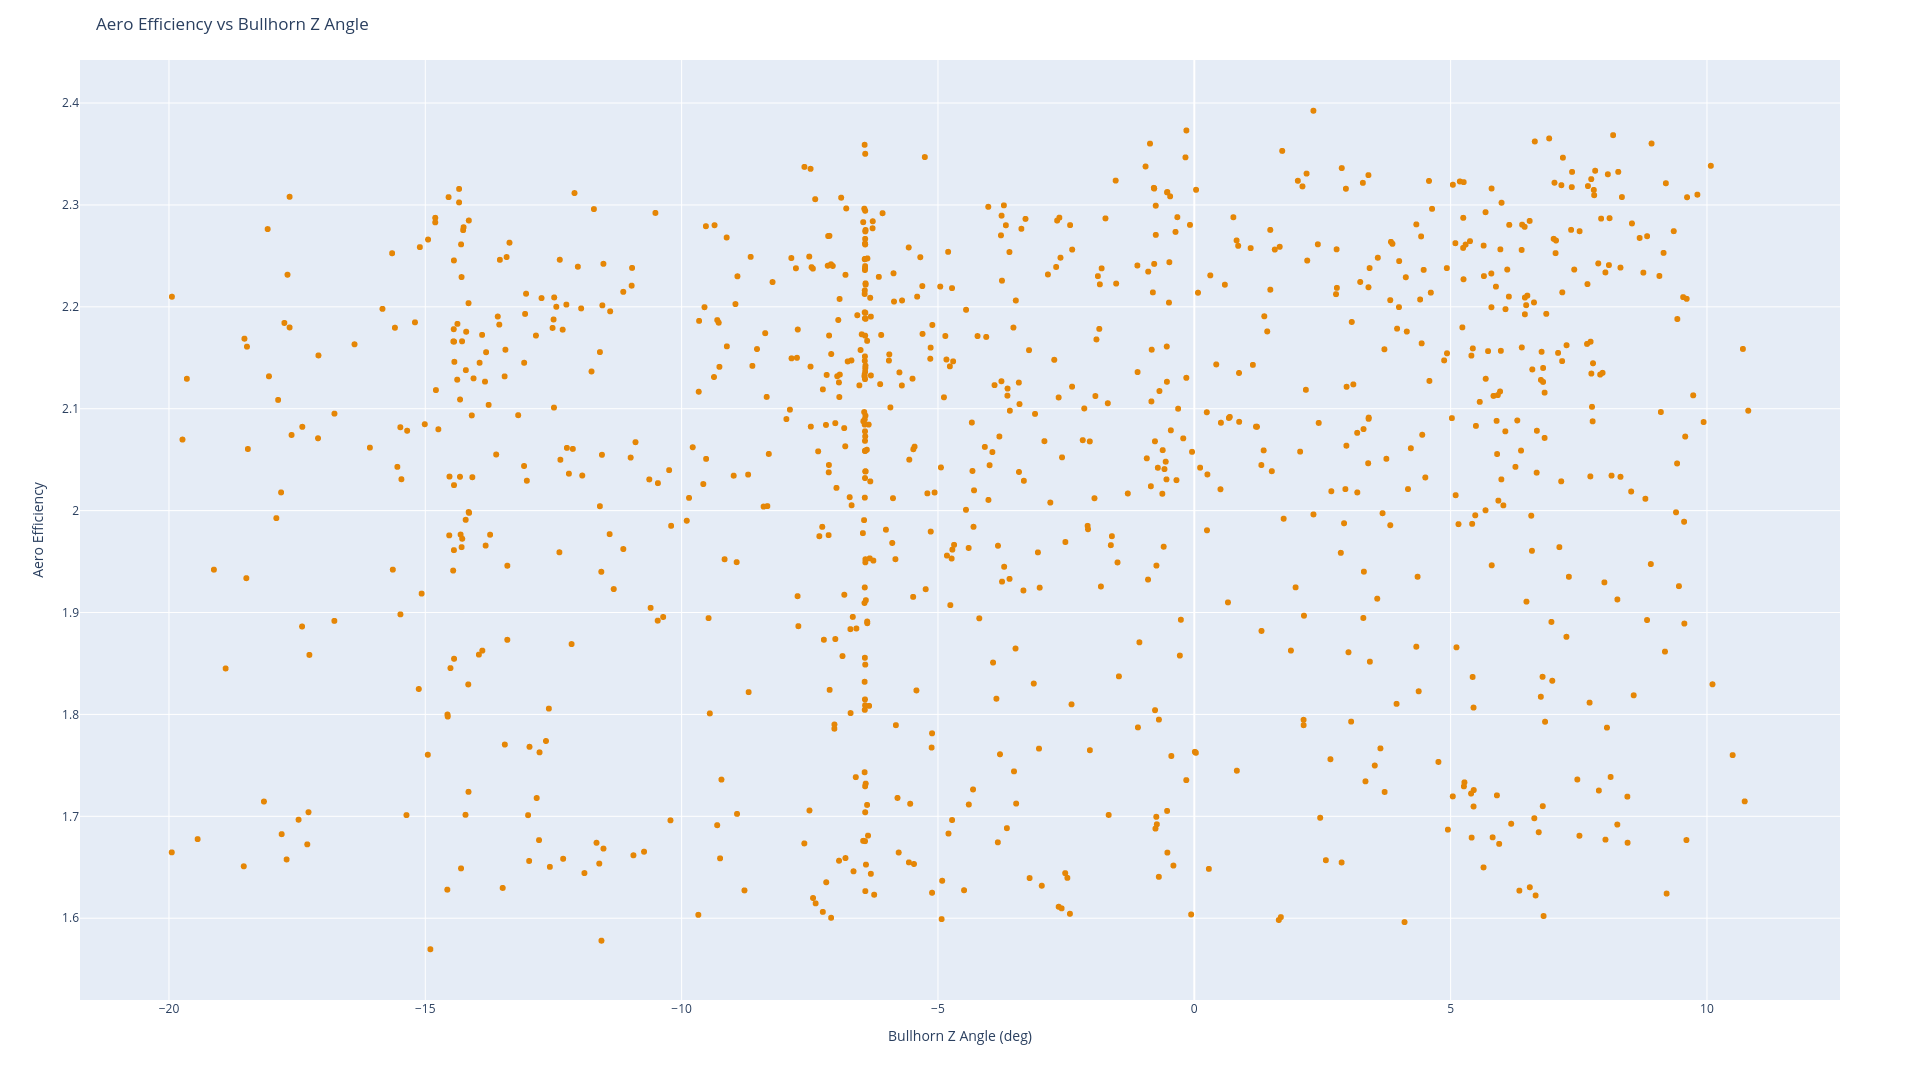 Aero Efficiency vs Bullhorn Z Angle
2.4
2.3
2.2
2.1
2
1.9
1.8
1.7
1.6
Aero Efficiency
−20 −15 −10 −5 0 5 10
Bullhorn Z Angle (deg)